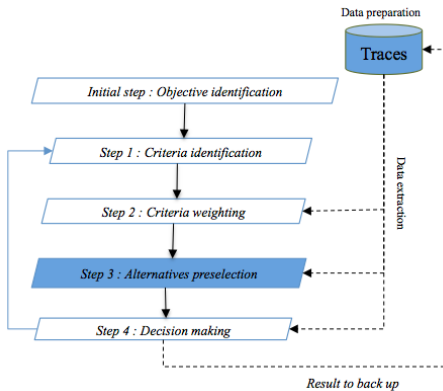 Data preparation
Traces
Initial step : Objective identification
Step 1 : Criteria identification
Data extraction
Step 2 : Criteria weighting
Step 3 : Alternatives preselection
Step 4 : Decision making
Result to back up